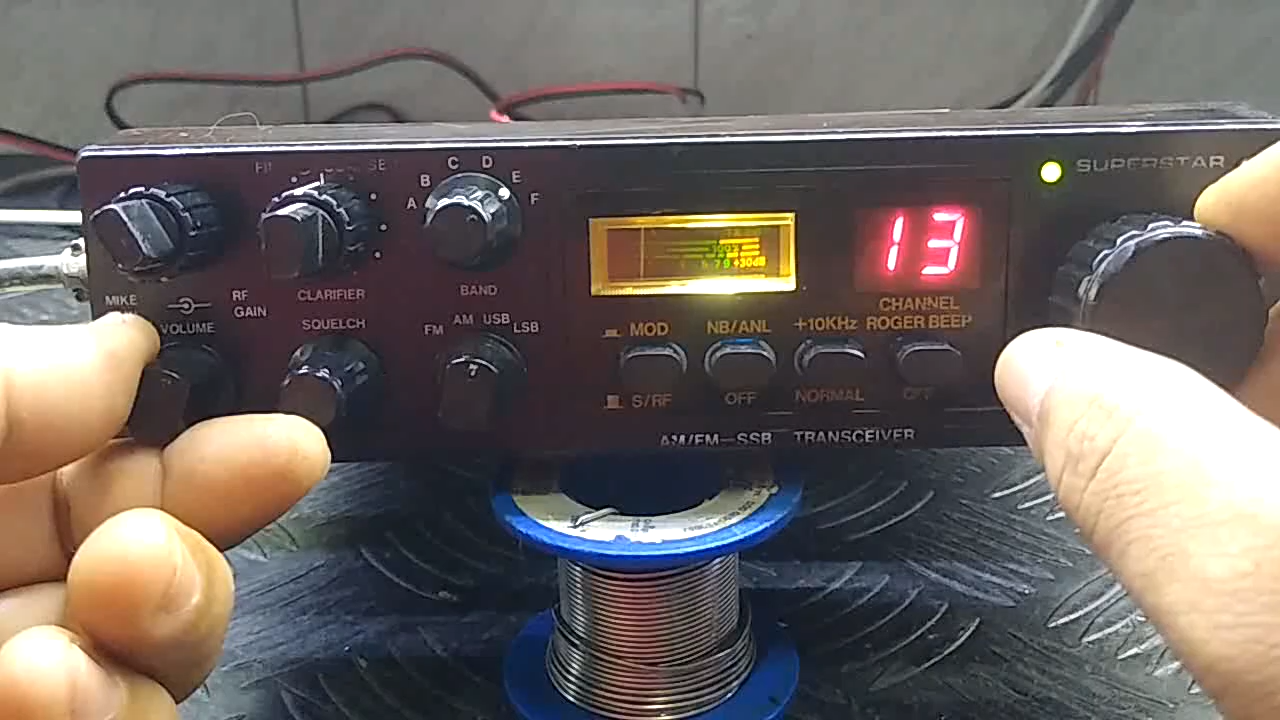 C D
B E
A F
SUPERSTAR
13
+30dB
MIKE
RF
GAIN
CLARIFIER
BAND
VOLUME
SQUELCH
FM AM USB LSB
MOD NB/ANL +10KHz CHANNEL
ROGER BEEP
S/RF OFF NORMAL OFF
AM/FM-SSB TRANSCEIVER